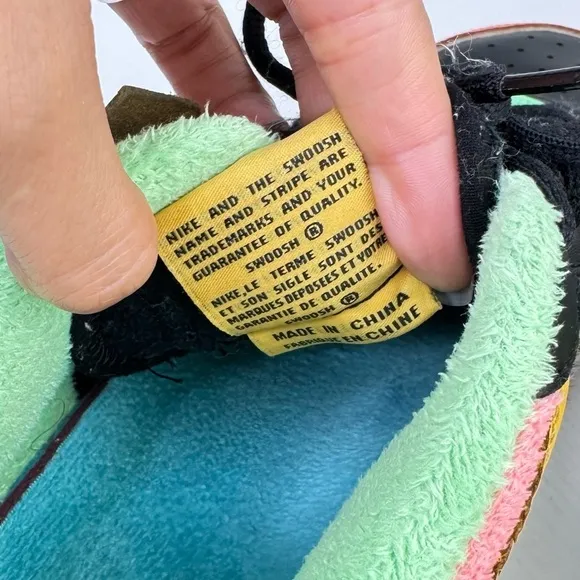 NIKE AND THE SWOOSH
NAME AND STRIPE ARE
TRADEMARKS AND YOUR
GUARANTEE OF QUALITY.
SWOOSH ®
NIKE,LE TERME SWOOSH
ET SON SIGLE SONT DES
MARQUES DEPOSEES ET VOTRE
GARANTIE DE QUALITE.
SWOOSH ®
MADE IN CHINA
FABRIQUE EN CHINE